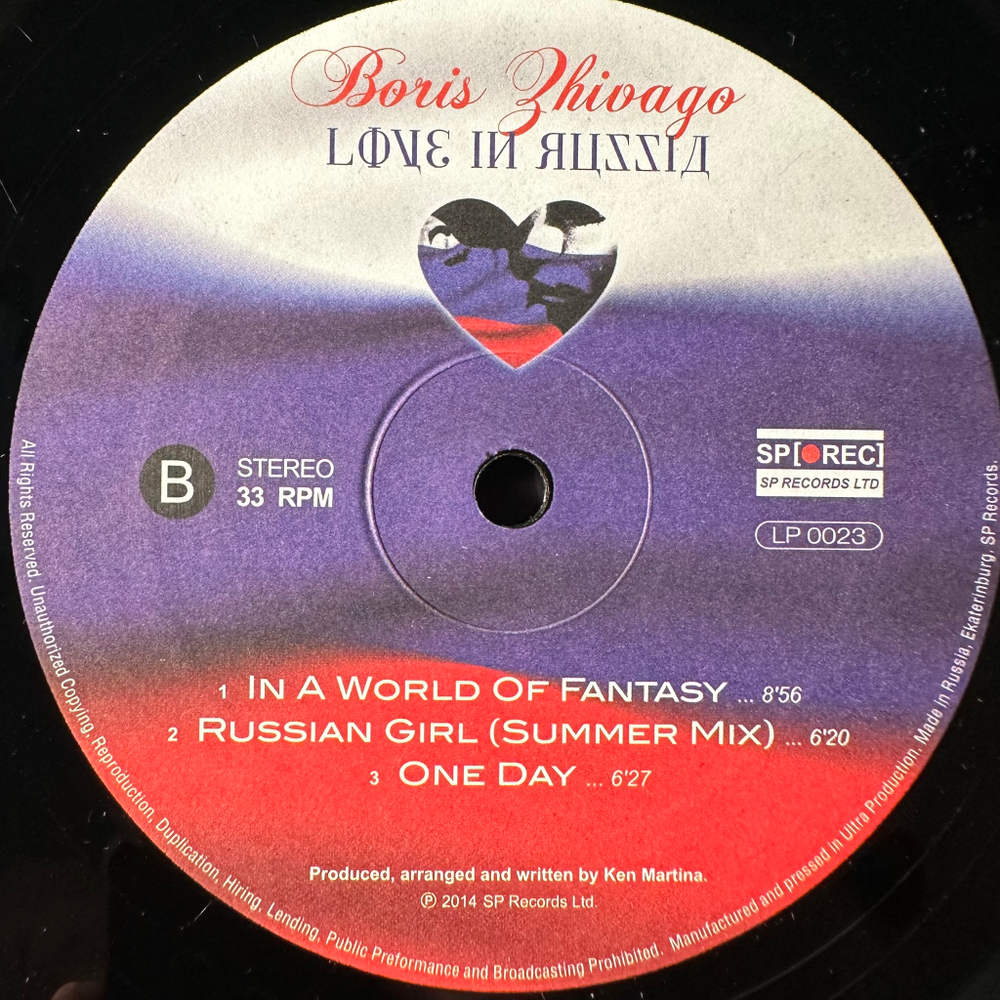 Boris Zhivago
LФVЄ IИ ЯЦZZIД
B
STEREO
33 RPM
SP[●REC]
SP RECORDS LTD
LP 0023
1 IN A WORLD OF FANTASY ... 8'56
2 RUSSIAN GIRL (SUMMER MIX) ... 6'20
3 ONE DAY ... 6'27
Produced, arranged and written by Ken Martina.
℗ 2014 SP Records Ltd.
All Rights Reserved. Unauthorized Copying, Reproduction, Duplication, Hiring, Lending, Public Preformance and Broadcasting Prohibited. Manufactured and pressed in Ultra Production. Made in Russia, Ekaterinburg, SP Records.